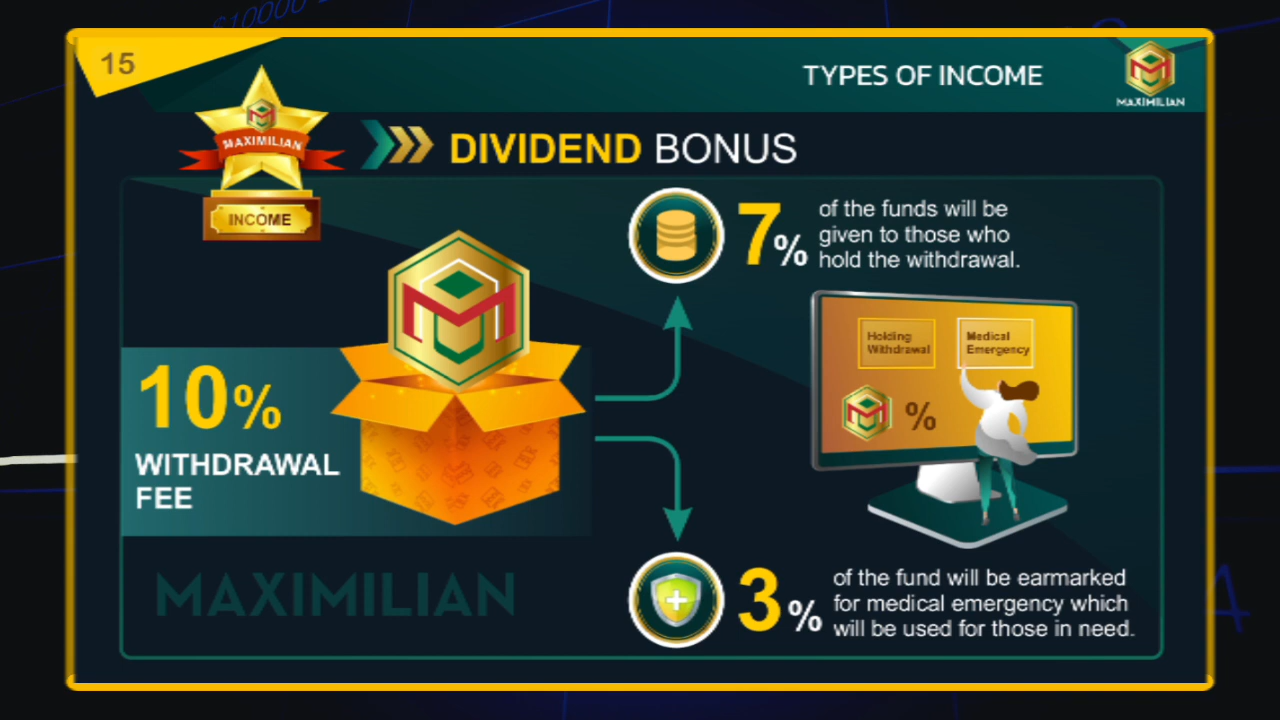 $10000
15
TYPES OF INCOME
MAXIMILIAN
MAXIMILIAN
INCOME
DIVIDEND BONUS
7%
of the funds will be
given to those who
hold the withdrawal.
Holding
Withdrawal
Medical
Emergency
%
10%
WITHDRAWAL
FEE
MAXIMILIAN
3%
of the fund will be earmarked
for medical emergency which
will be used for those in need.